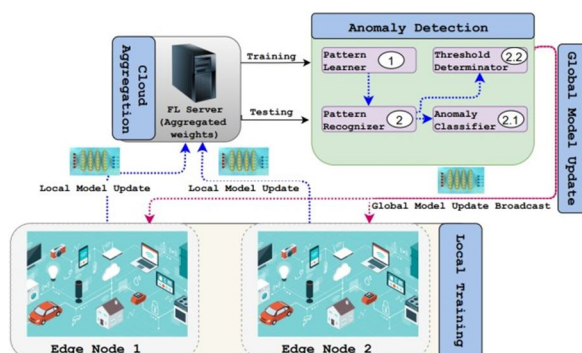 Anomaly Detection
Cloud
Aggregation
FL Server
(Aggregated
weights)
Training
Testing
Pattern
Learner
1
Threshold
Determinator
2.2
Pattern
Recognizer
2
Anomaly
Classifier
2.1
Global Model Update
Local Model Update
Local Model Update
Global Model Update Broadcast
Local Training
Edge Node 1
Edge Node 2